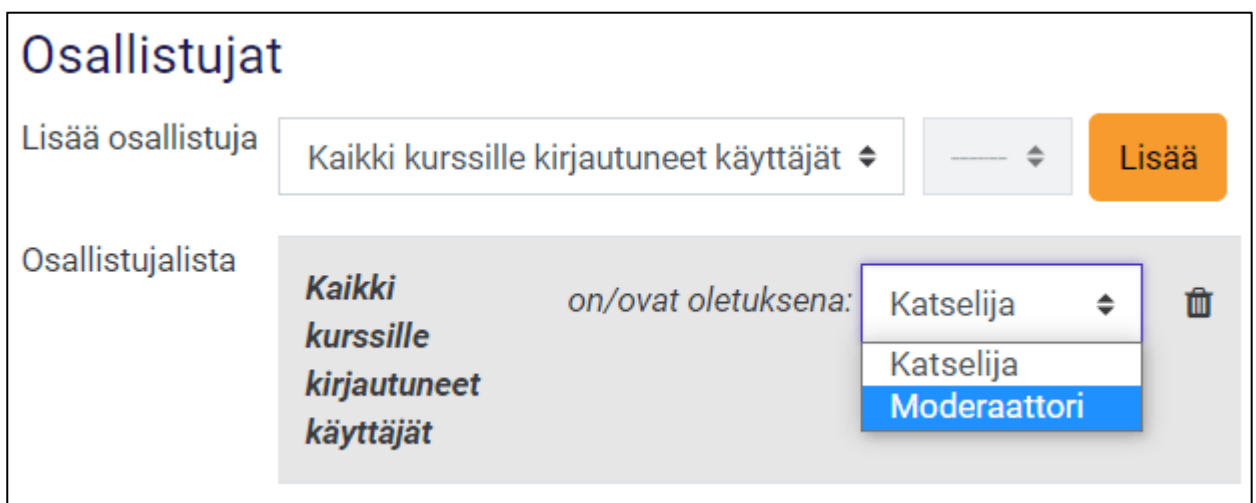 Osallistujat
Lisää osallistuja
Kaikki kurssille kirjautuneet käyttäjät
------
Lisää
Osallistujalista
Kaikki
kurssille
kirjautuneet
käyttäjät
on/ovat oletuksena:
Katselija
Katselija
Moderaattori